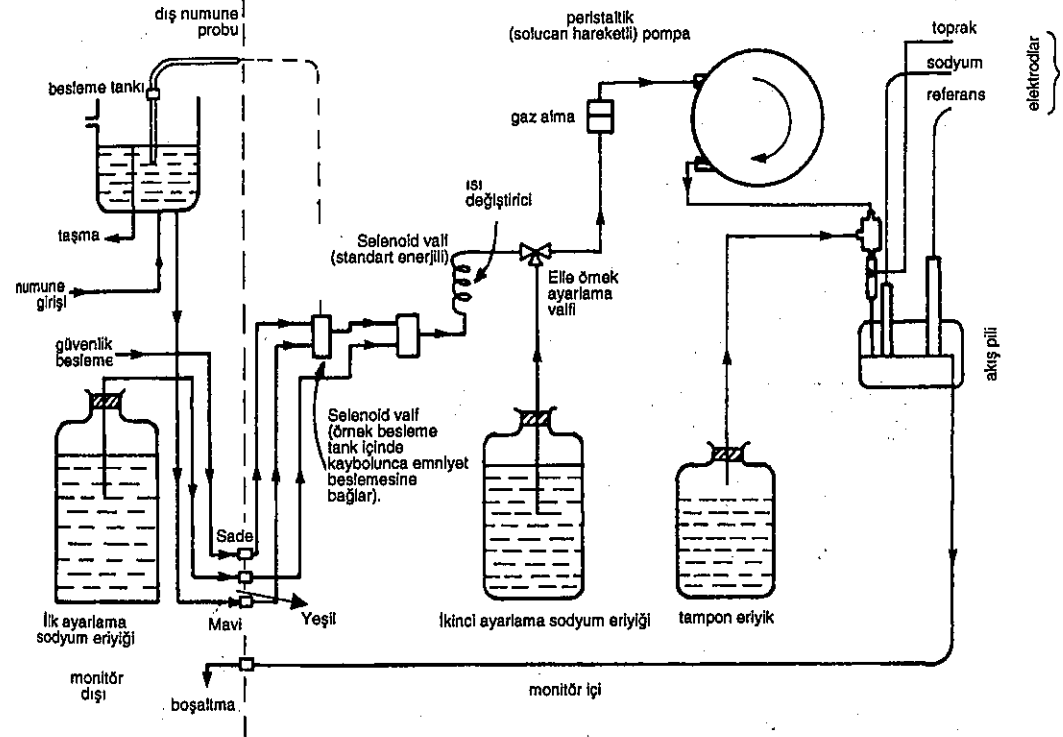 dış numune
probu
besleme tankı
taşma
numune
girişi
güvenlik
besleme
peristaltik
(solucan hareketli) pompa
gaz alma
ısı
değiştirici
Selenoid valf
(standart enerjili)
Elle örnek
ayarlama
valfi
toprak
sodyum
referans
elektrodlar
akış pili
Selenoid valf
(örnek besleme
tank içinde
kaybolunca emniyet
beslemesine
bağlar).
Sade
Mavi
Yeşil
İlk ayarlama
sodyum eriyiği
İkinci ayarlama sodyum eriyiği
tampon eriyik
monitör
dışı
boşaltma
monitör içi